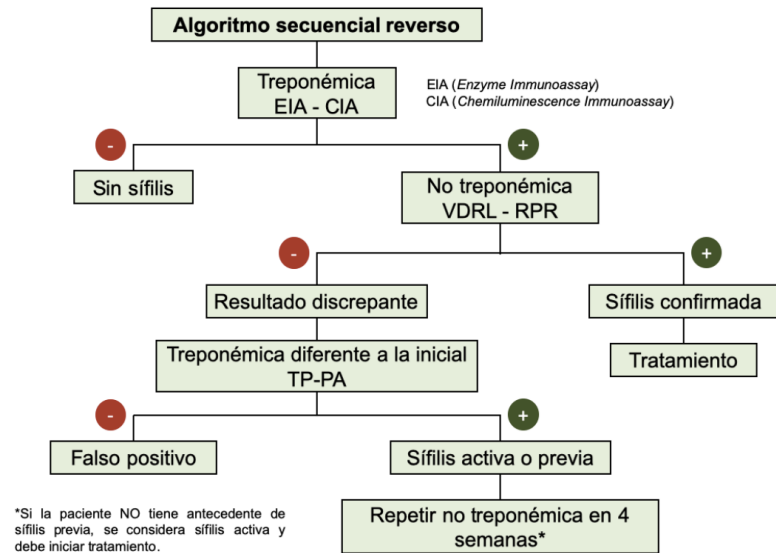 Algoritmo secuencial reverso
Treponémica
EIA - CIA
EIA (Enzyme Immunoassay)
CIA (Chemiluminescence Immunoassay)
-
+
Sin sífilis
No treponémica
VDRL - RPR
-
+
Resultado discrepante
Sífilis confirmada
Treponémica diferente a la inicial
TP-PA
Tratamiento
-
+
Falso positivo
Sífilis activa o previa
Repetir no treponémica en 4
semanas*
*Si la paciente NO tiene antecedente de
sífilis previa, se considera sífilis activa y
debe iniciar tratamiento.